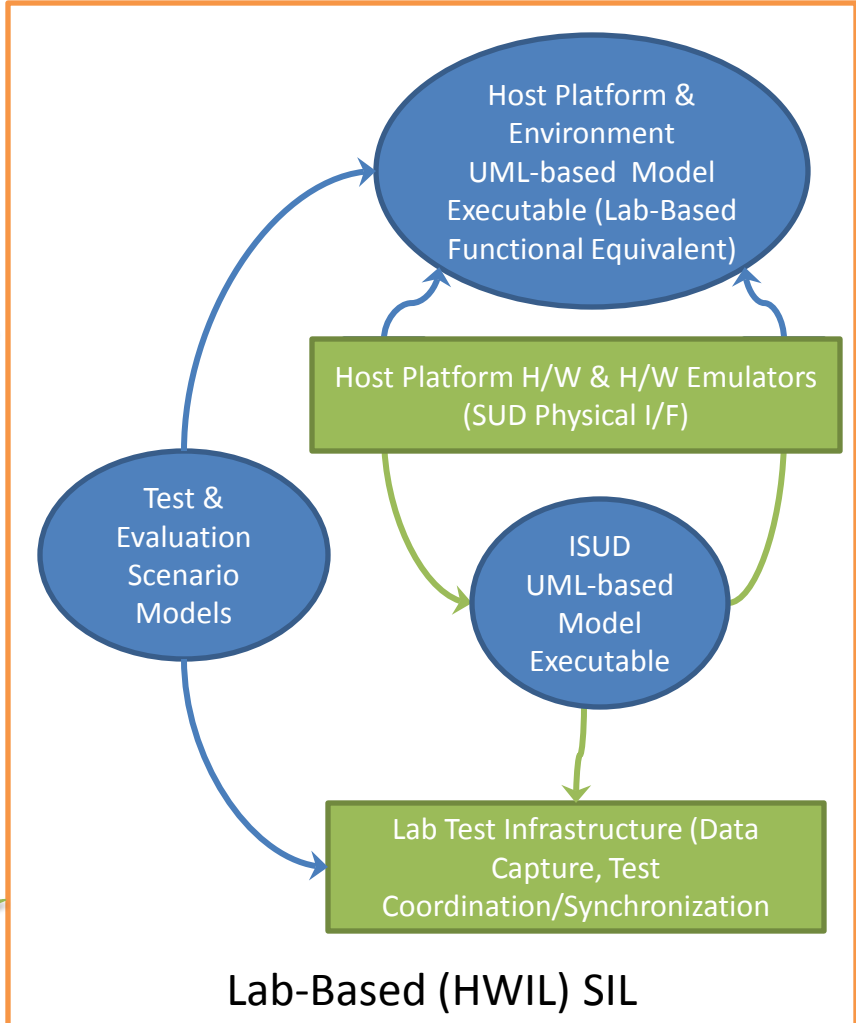 Host Platform &
Environment
UML-based Model
Executable (Lab-Based
Functional Equivalent)
Host Platform H/W & H/W Emulators
(SUD Physical I/F)
Test &
Evaluation
Scenario
Models
ISUD
UML-based
Model
Executable
Lab Test Infrastructure (Data
Capture, Test
Coordination/Synchronization
Lab-Based (HWIL) SIL